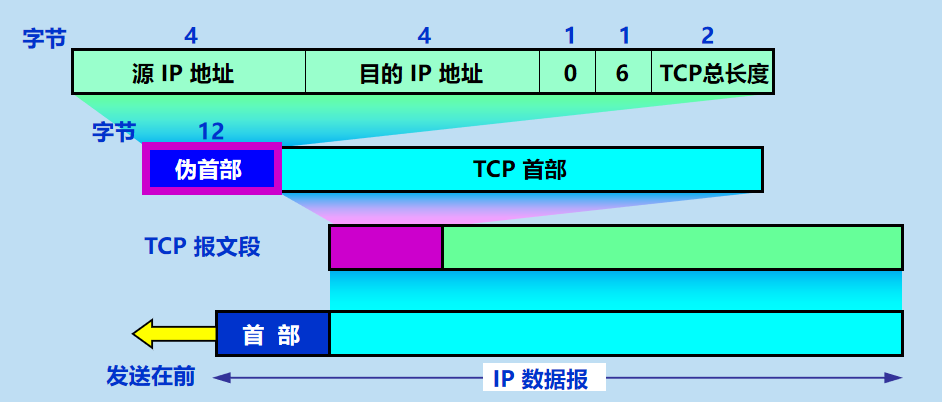 字节 4 4 1 1 2
源 IP 地址 目的 IP 地址 0 6 TCP总长度
字节 12
伪首部 TCP 首部
TCP 报文段
首 部
发送在前 IP 数据报